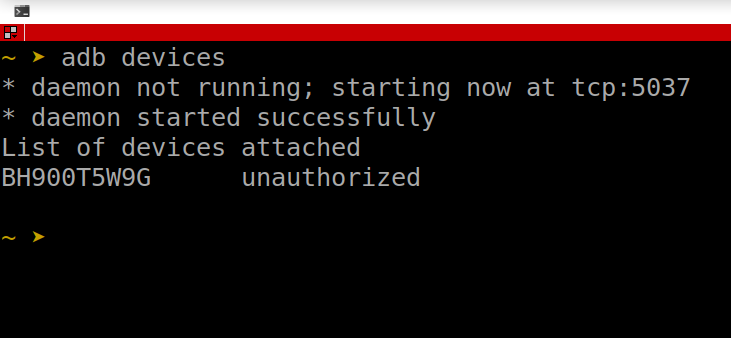 ~ ➤ adb devices
* daemon not running; starting now at tcp:5037
* daemon started successfully
List of devices attached
BH900T5W9G      unauthorized
~ ➤